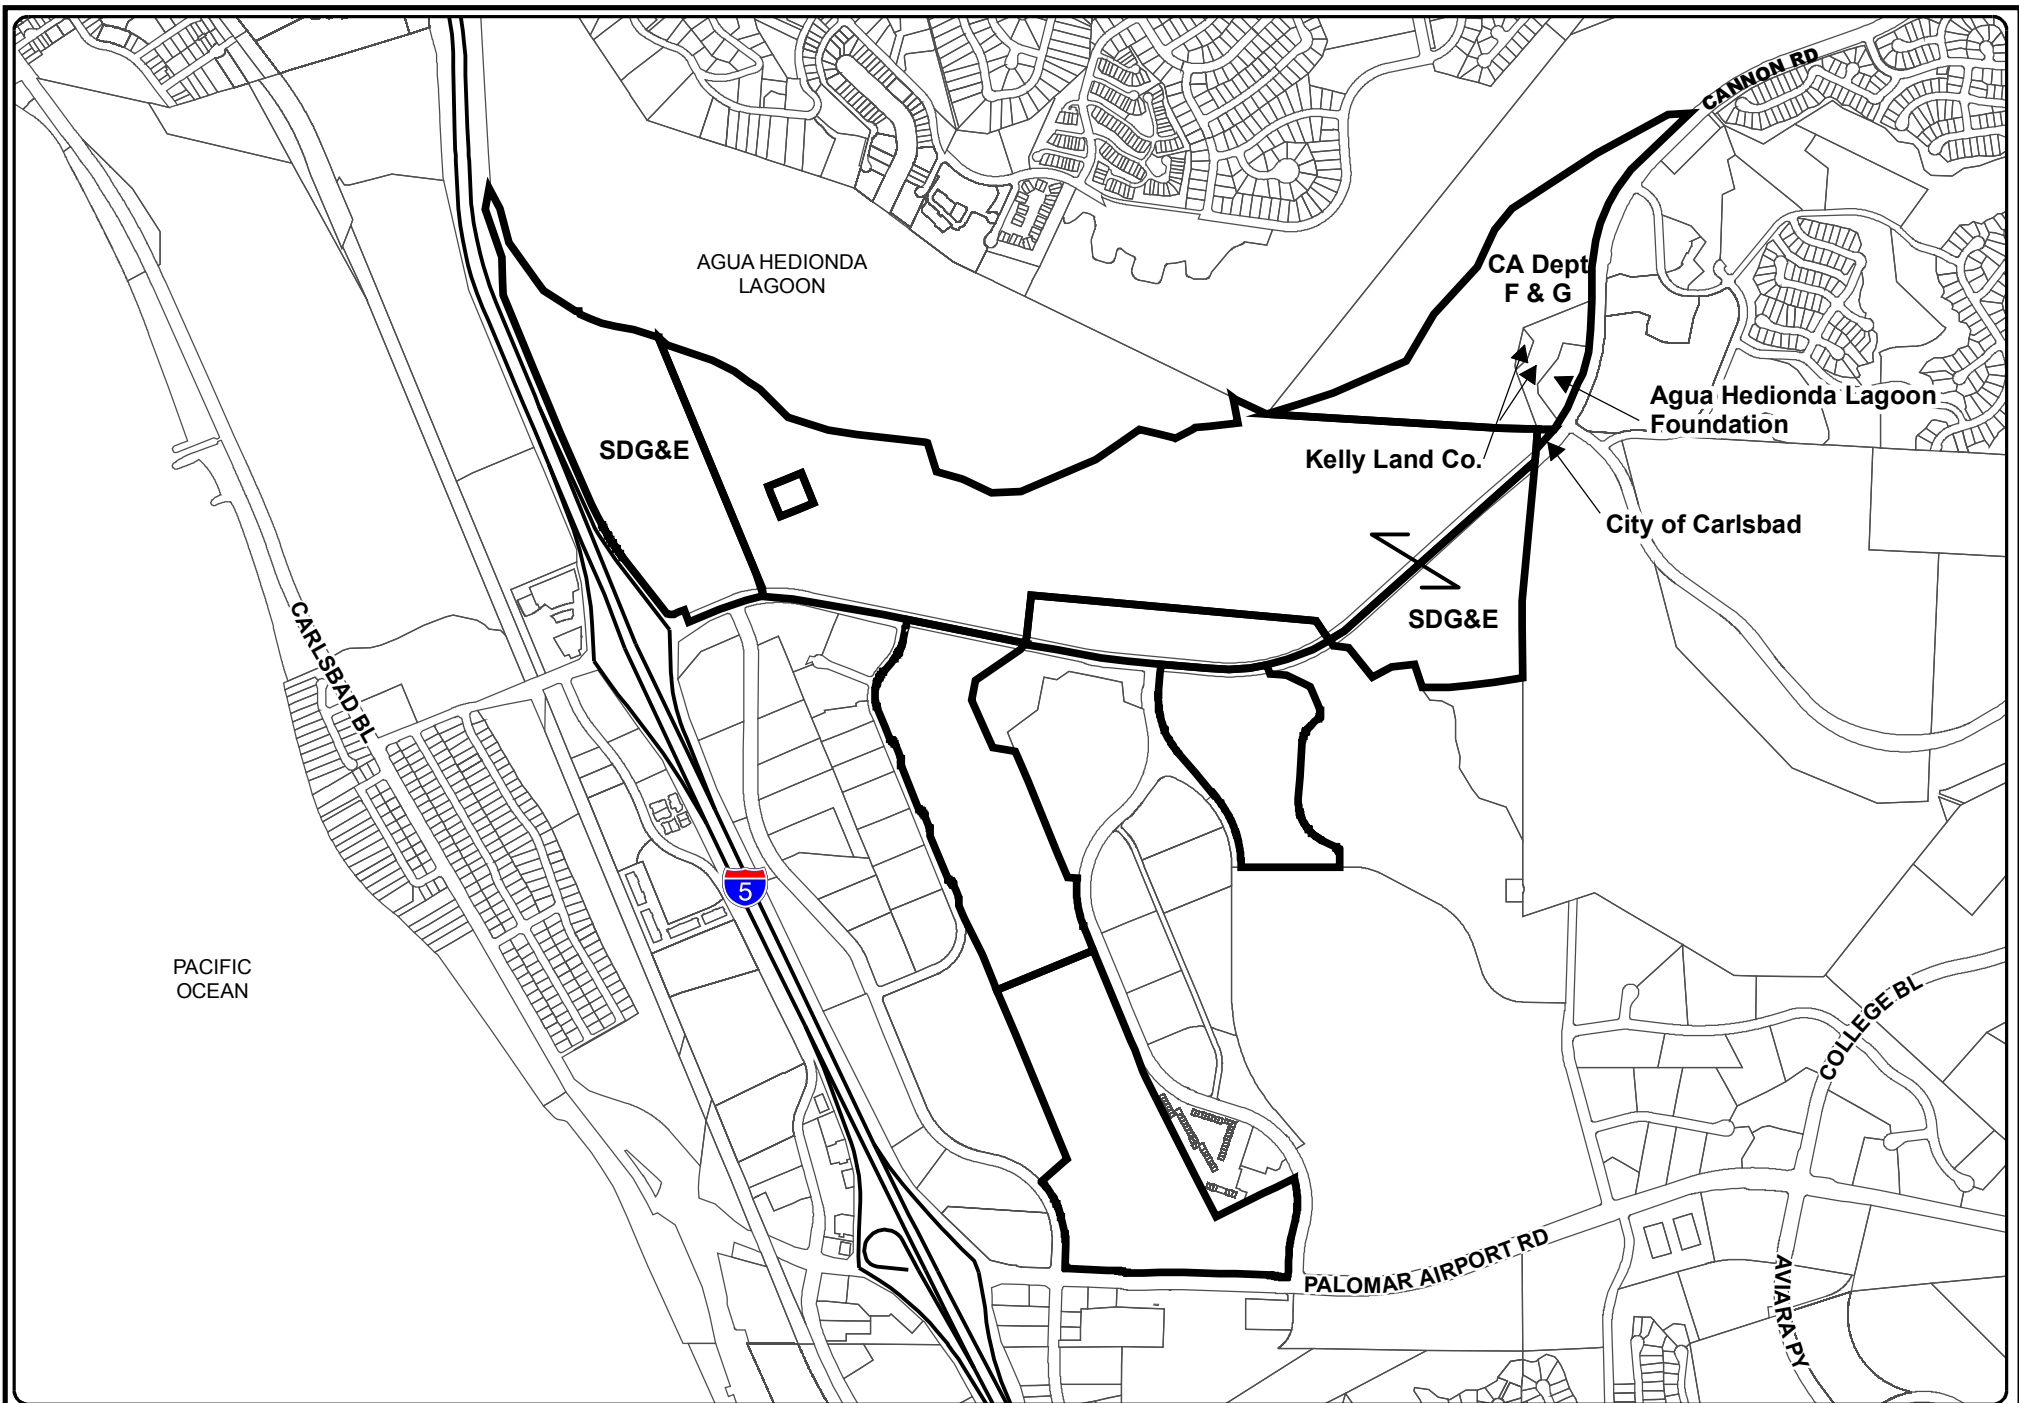 CANNON RD
AGUA HEDIONDA
LAGOON
CA Dept
F & G
Agua Hedionda Lagoon
Foundation
SDG&E
Kelly Land Co.
City of Carlsbad
SDG&E
CARLSBAD BL
5
PACIFIC
OCEAN
COLLEGE BL
PALOMAR AIRPORT RD
AVIARA PY